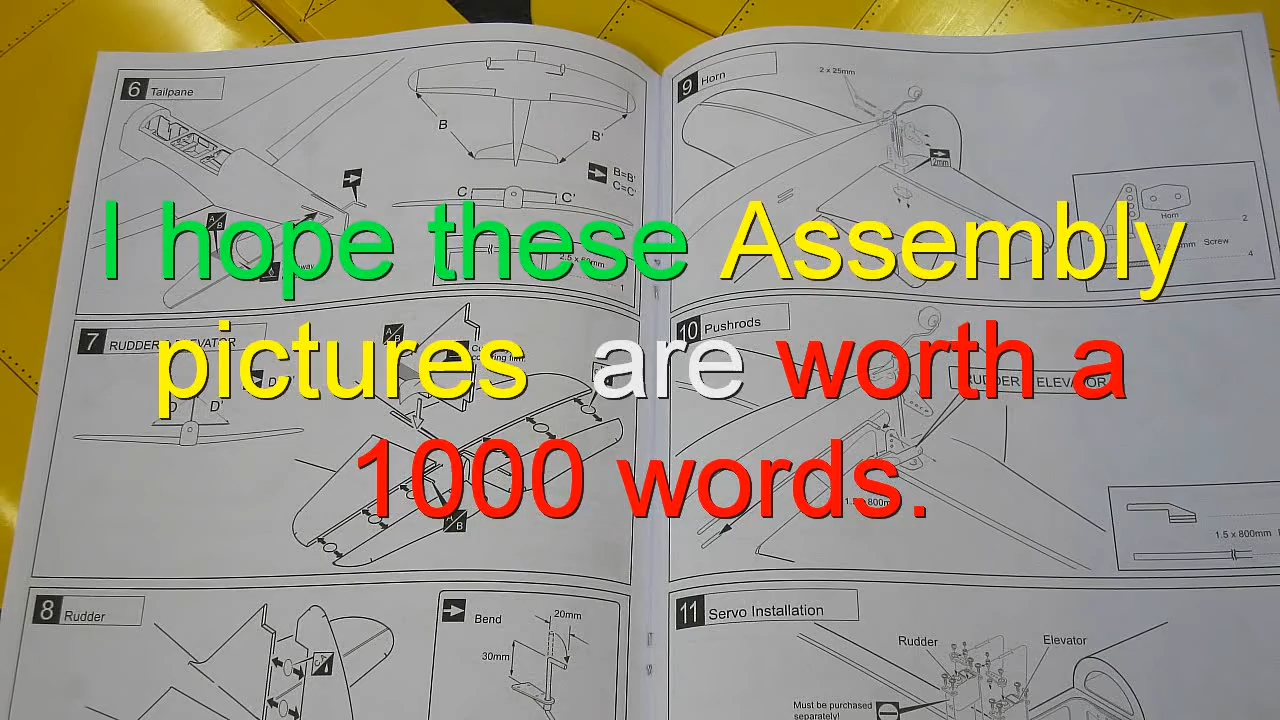 I hope these Assembly
pictures are worth a
1000 words.
6 Tailpane
B
B'
B=B'
C=C'
C
C'
A/B
1
7 RUDDER
D
D'
A/B
A/B
8 Rudder
Bend
20mm
30mm
9 Horn
2 x 25mm
2mm
Horn
2
Screw
4
10 Pushrods
RUDDER ELEVATOR
1.5 x 800mm
11 Servo Installation
Rudder
Elevator
Must be purchased
separately!